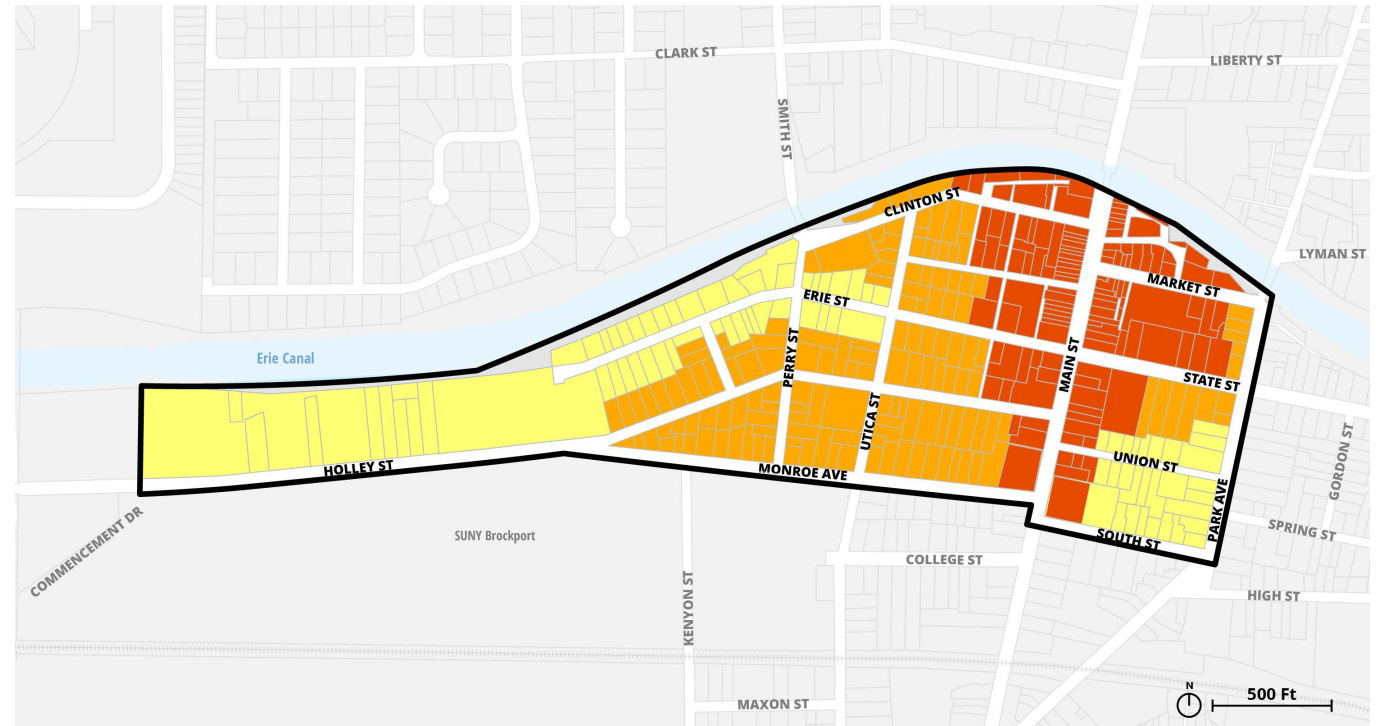 CLARK ST
LIBERTY ST
SMITH ST
CLINTON ST
LYMAN ST
MARKET ST
ERIE ST
Erie Canal
PERRY ST
MAIN ST
STATE ST
UTICA ST
GORDON ST
UNION ST
HOLLEY ST
MONROE AVE
PARK AVE
SPRING ST
SOUTH ST
COMMENCEMENT DR
SUNY Brockport
COLLEGE ST
KENYON ST
HIGH ST
MAXON ST
N
500 Ft